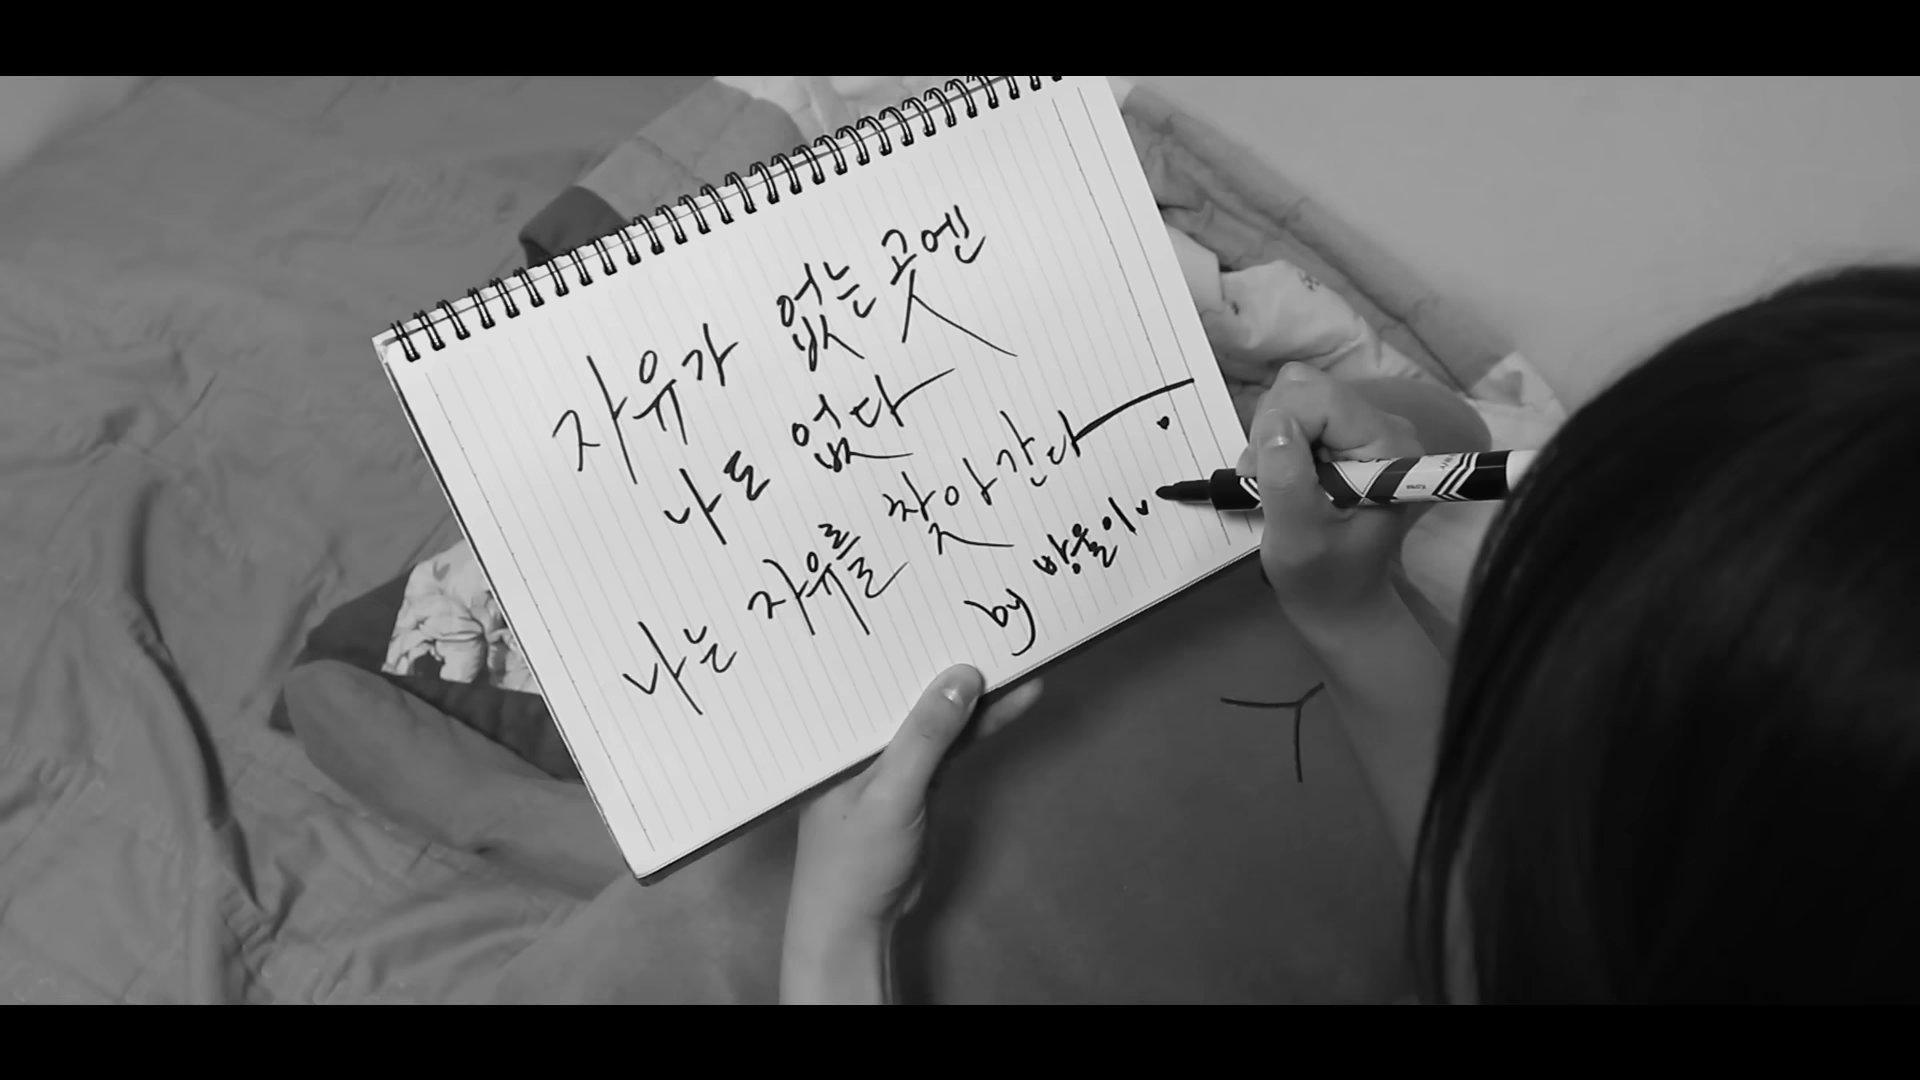 자유가 없는 곳엔
나도 없다
나는 자유를 찾아간다
by 방울이